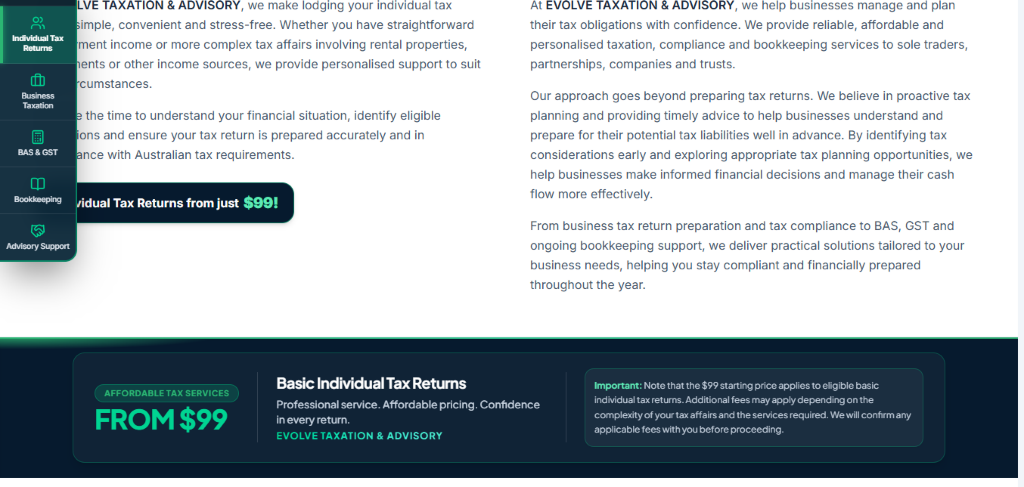 Individual Tax
Returns
Business
Taxation
BAS & GST
Bookkeeping
Advisory Support
LVE TAXATION & ADVISORY, we make lodging your individual tax
simple, convenient and stress-free. Whether you have straightforward
ment income or more complex tax affairs involving rental properties,
ents or other income sources, we provide personalised support to suit
rcumstances.
e the time to understand your financial situation, identify eligible
ions and ensure your tax return is prepared accurately and in
ance with Australian tax requirements.
vidual Tax Returns from just $99!
At EVOLVE TAXATION & ADVISORY, we help businesses manage and plan
their tax obligations with confidence. We provide reliable, affordable and
personalised taxation, compliance and bookkeeping services to sole traders,
partnerships, companies and trusts.
Our approach goes beyond preparing tax returns. We believe in proactive tax
planning and providing timely advice to help businesses understand and
prepare for their potential tax liabilities well in advance. By identifying tax
considerations early and exploring appropriate tax planning opportunities, we
help businesses make informed financial decisions and manage their cash
flow more effectively.
From business tax return preparation and tax compliance to BAS, GST and
ongoing bookkeeping support, we deliver practical solutions tailored to your
business needs, helping you stay compliant and financially prepared
throughout the year.
AFFORDABLE TAX SERVICES
FROM $99
Basic Individual Tax Returns
Professional service. Affordable pricing. Confidence
in every return.
EVOLVE TAXATION & ADVISORY
Important: Note that the $99 starting price applies to eligible basic
individual tax returns. Additional fees may apply depending on the
complexity of your tax affairs and the services required. We will confirm any
applicable fees with you before proceeding.